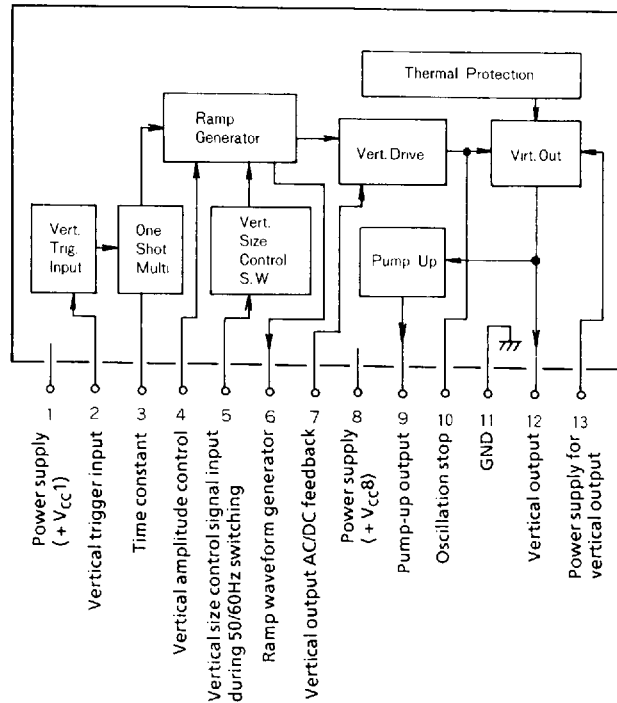 Thermal Protection
Ramp
Generator
Vert. Drive
Virt. Out
Vert.
Trig.
Input
One
Shot
Multi
Vert.
Size
Control
S.W
Pump Up
1
2
3
4
5
6
7
8
9
10
11
12
13
Power supply
(+ VCC1)
Vertical trigger input
Time constant
Vertical amplitude control
Vertical size control signal input
during 50/60Hz switching
Ramp waveform generator
Vertical output AC/DC feedback
Power supply
(+ VCC8)
Pump-up output
Oscillation stop
GND
Vertical output
Power supply for
vertical output